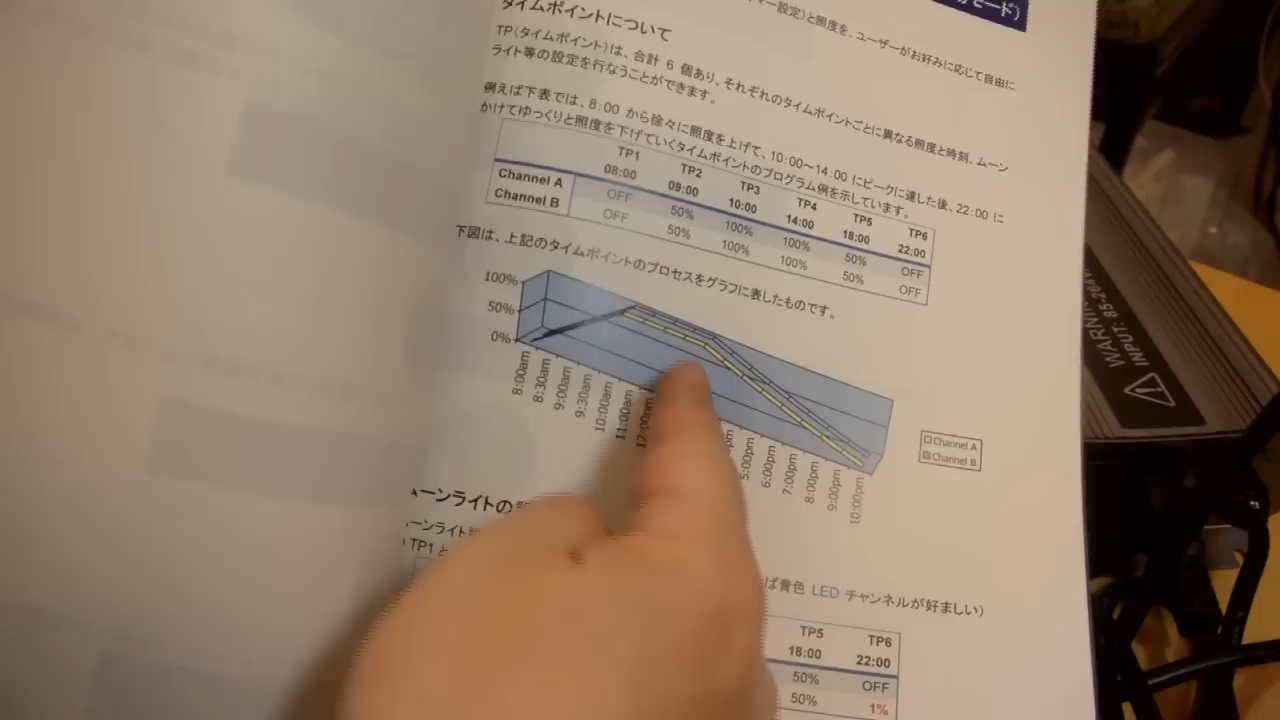 ード)
マー設定)と照度を、ユーザーがお好みに応じて自由に
タイムポイントについて
TP(タイムポイント)は、合計 6 個あり、それぞれのタイムポイントごとに異なる照度と時刻、ムーン
ライト等の設定を行なうことができます。
例えば下表では、8:00 から徐々に照度を上げて、10:00~14:00 にピークに達した後、22:00 に
かけてゆっくりと照度を下げていくタイムポイントのプログラム例を示しています。
TP1 TP2 TP3 TP4 TP5 TP6
08:00 09:00 10:00 14:00 18:00 22:00
Channel A OFF 50% 100% 100% 50% OFF
Channel B OFF 50% 100% 100% 50% OFF
下図は、上記のタイムポイントのプロセスをグラフに表したものです。
100%
50%
0%
8:00am 8:30am 9:00am 9:30am 10:00am 11:00am 12:00pm 5:00pm 6:00pm 7:00pm 8:00pm 9:00pm 10:00pm
Channel A
Channel B
ーンライトの
ーンライト
TP1 と
ば青色 LED チャンネルが好ましい)
TP5 TP6
18:00 22:00
50% OFF
50% 1%
INPUT: 85-264V